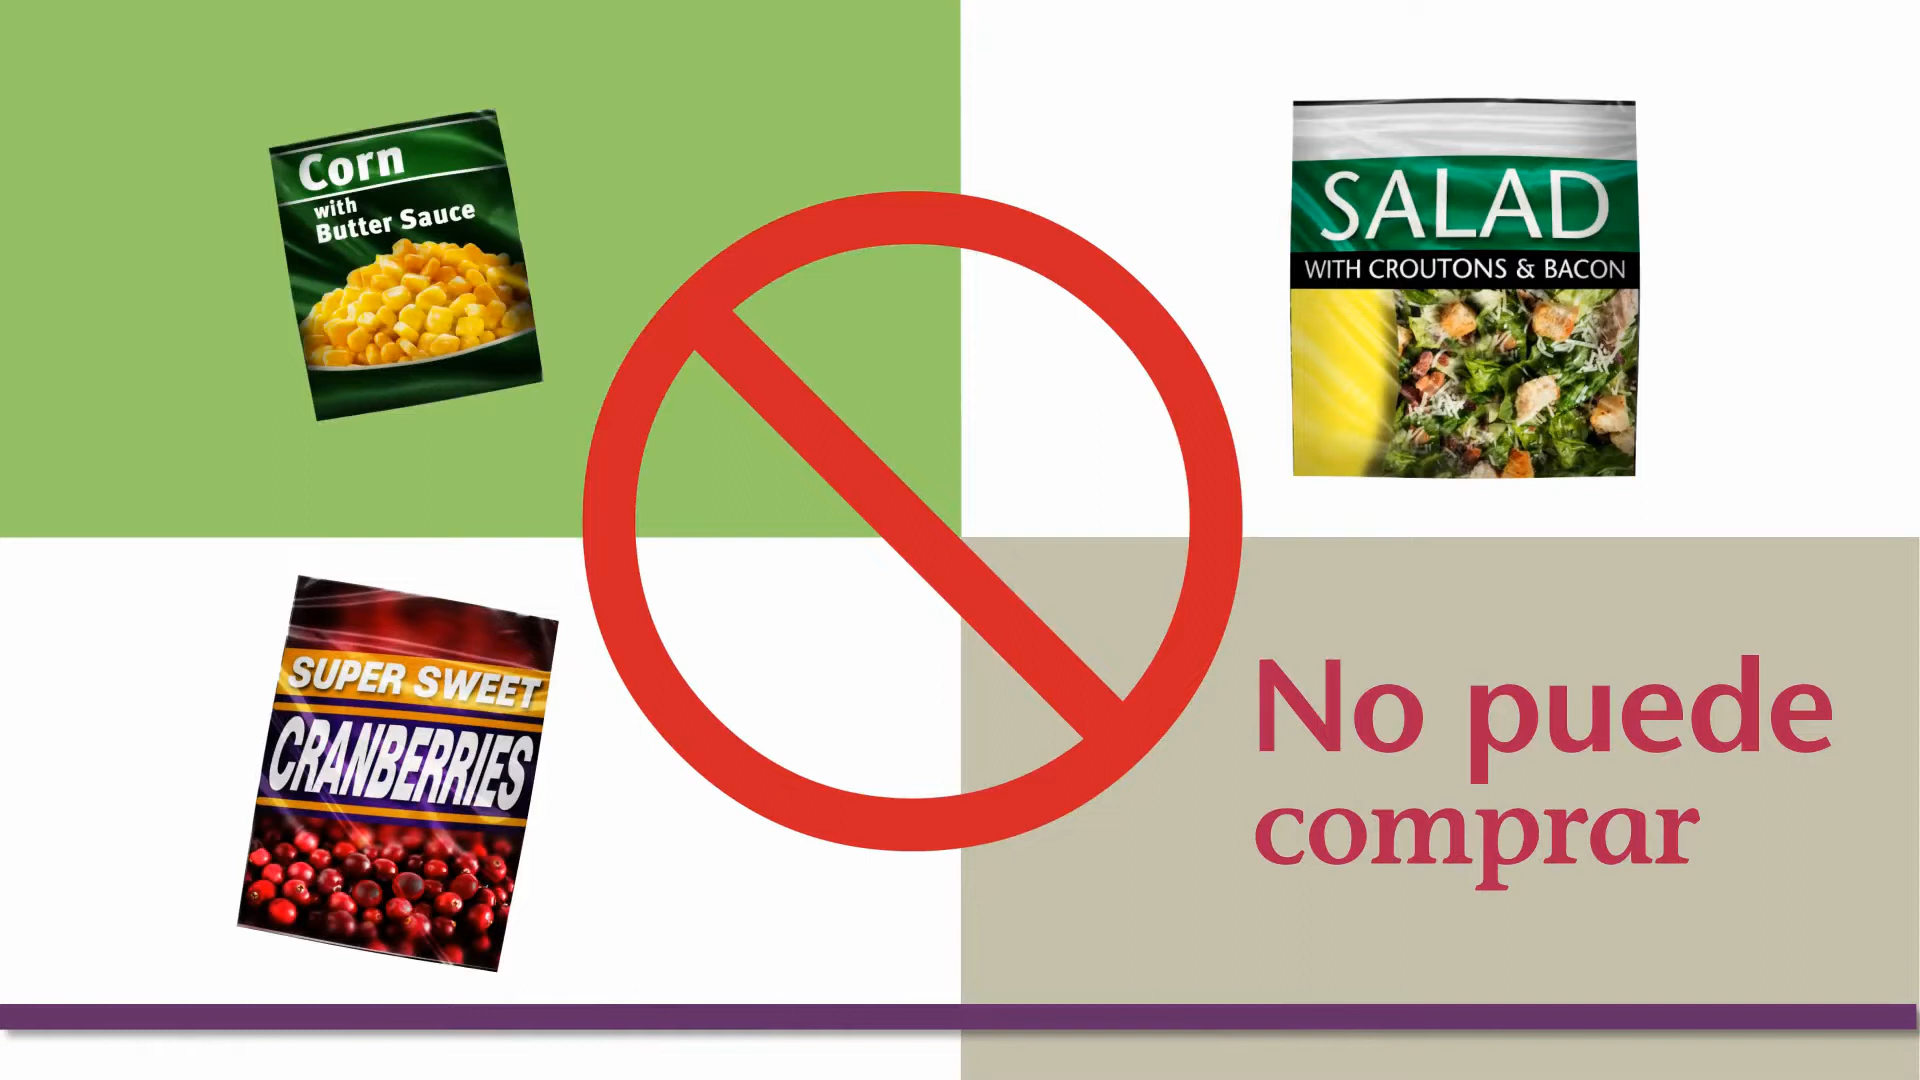 Corn
with
Butter Sauce
SALAD
WITH CROUTONS & BACON
SUPER SWEET
CRANBERRIES
No puede
comprar